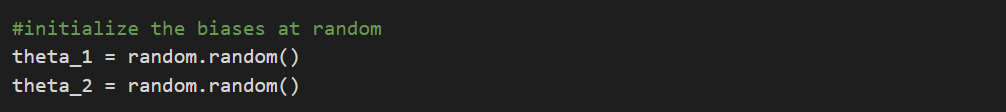 #initialize the biases at random
theta_1 = random.random()
theta_2 = random.random()